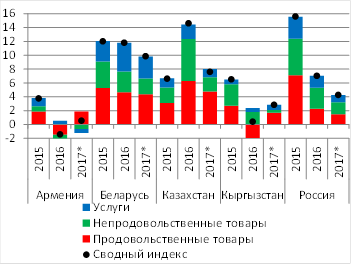 16
14
12
10
8
6
4
2
0
-2
2015 2016 2017* 2015 2016 2017* 2015 2016 2017* 2015 2016 2017* 2015 2016 2017*
Армения Беларусь Казахстан Кыргызстан Россия
Услуги
Непродовольственные товары
Продовольственные товары
Сводный индекс